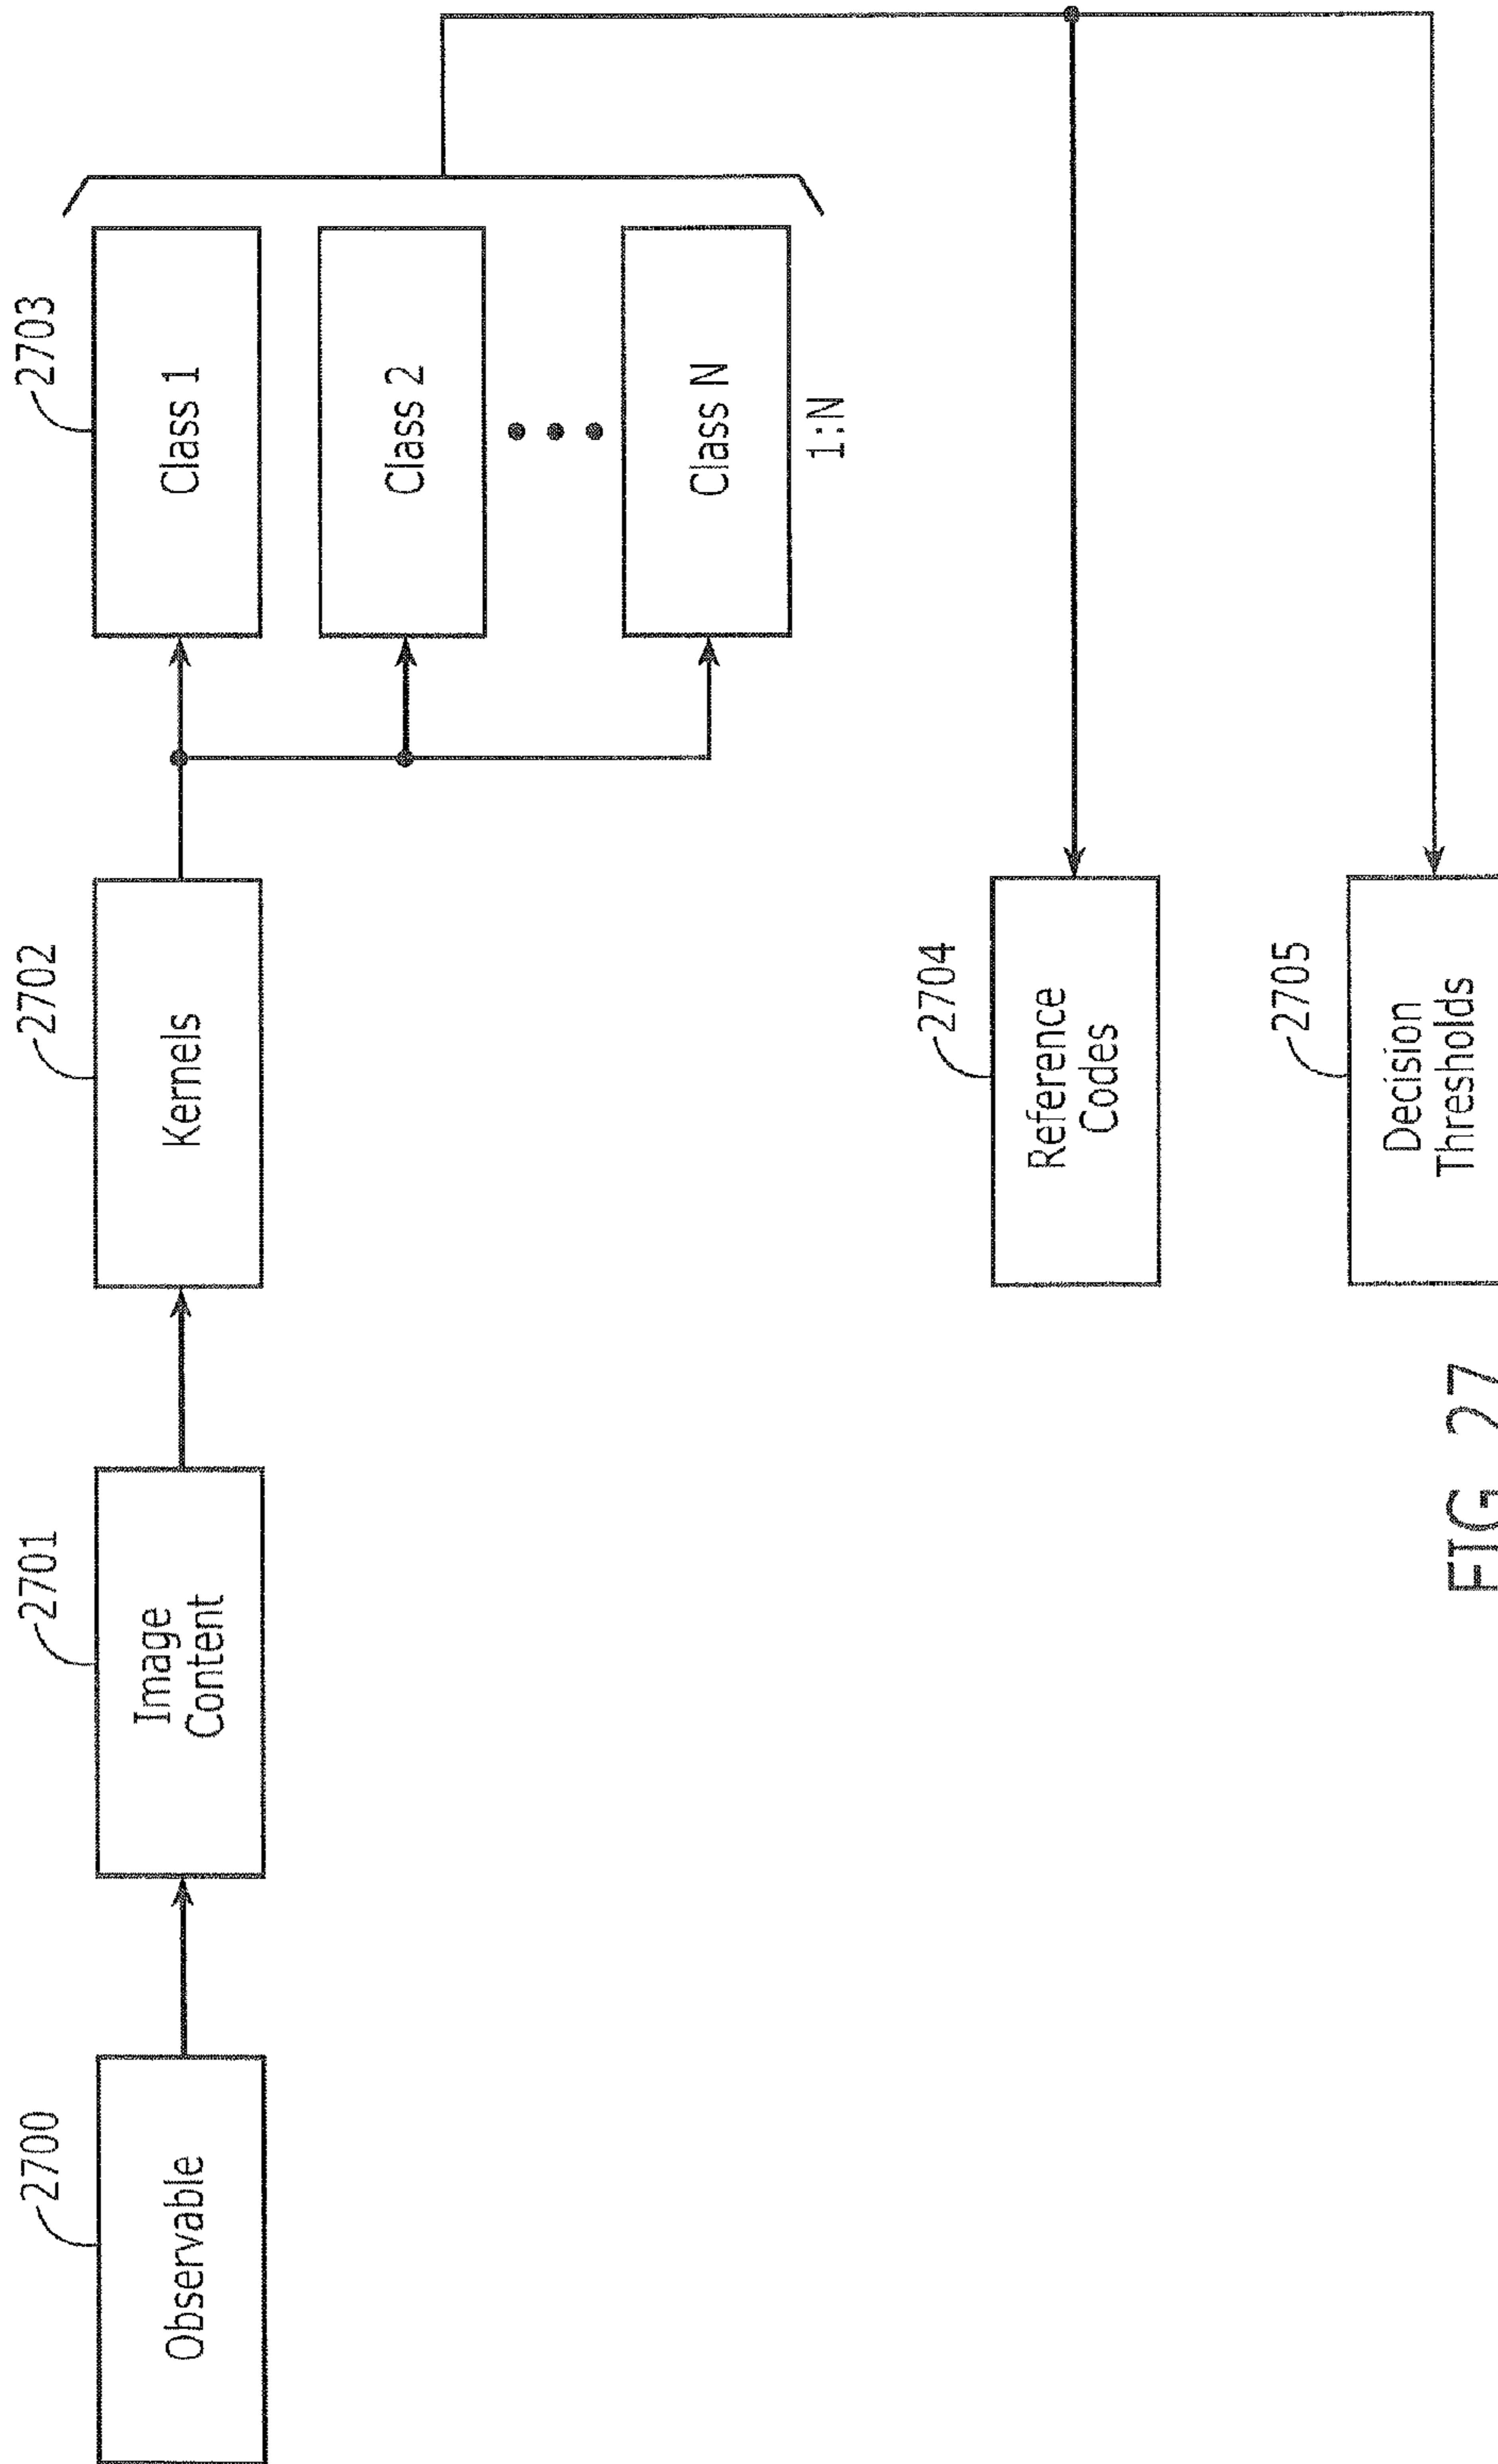 2700
Observable
2701
Image
Content
2702
Kernels
2703
Class 1
Class 2
Class N
1:N
2704
Reference
Codes
2705
Decision
Thresholds
FIG 27